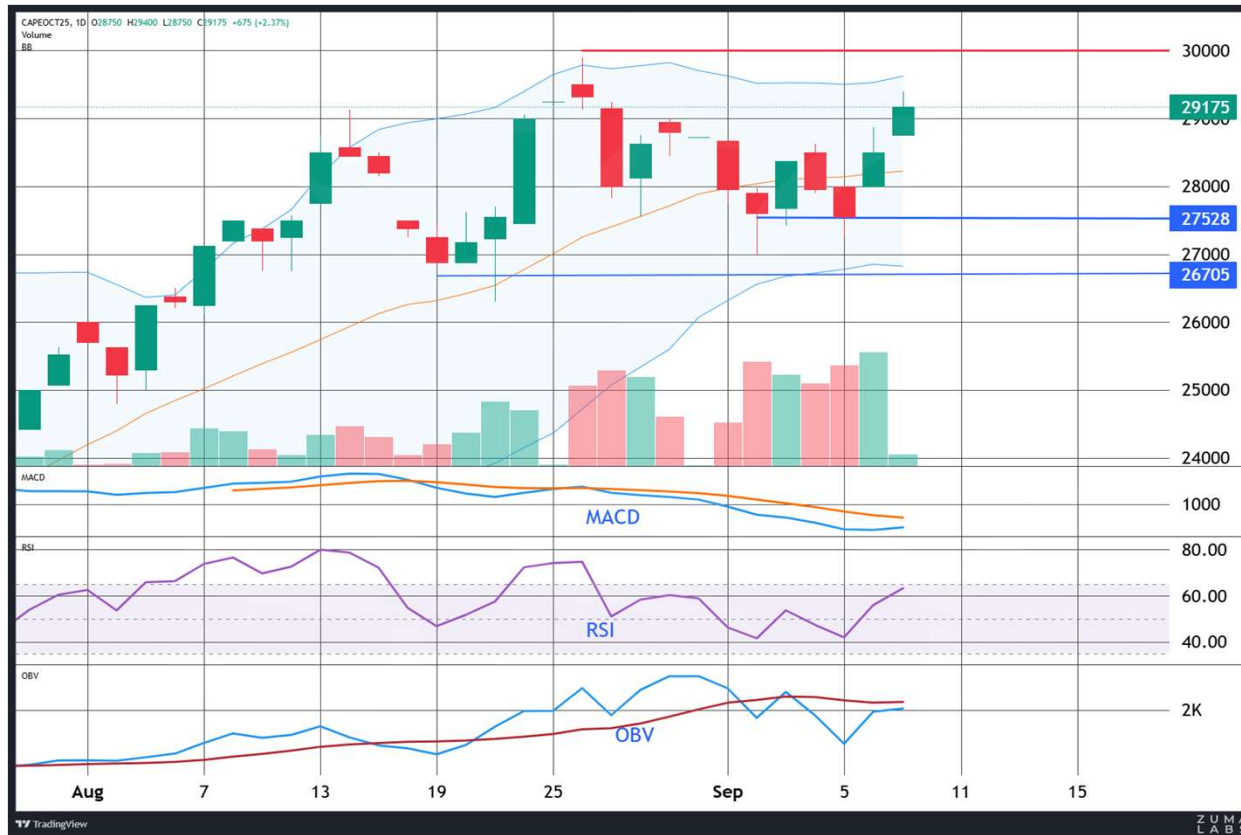 CAPEOCT25, 1D O28750 H29400 L28750 C29175 +675 (+2.37%)
Volume
BB
30000
29175
29000
28000
27528
27000
26705
26000
25000
24000
MACD
1000
MACD
RSI
80.00
60.00
RSI
40.00
OBV
2K
OBV
Aug 7 13 19 25 Sep 5 11 15
TradingView
ZUMA
LABS